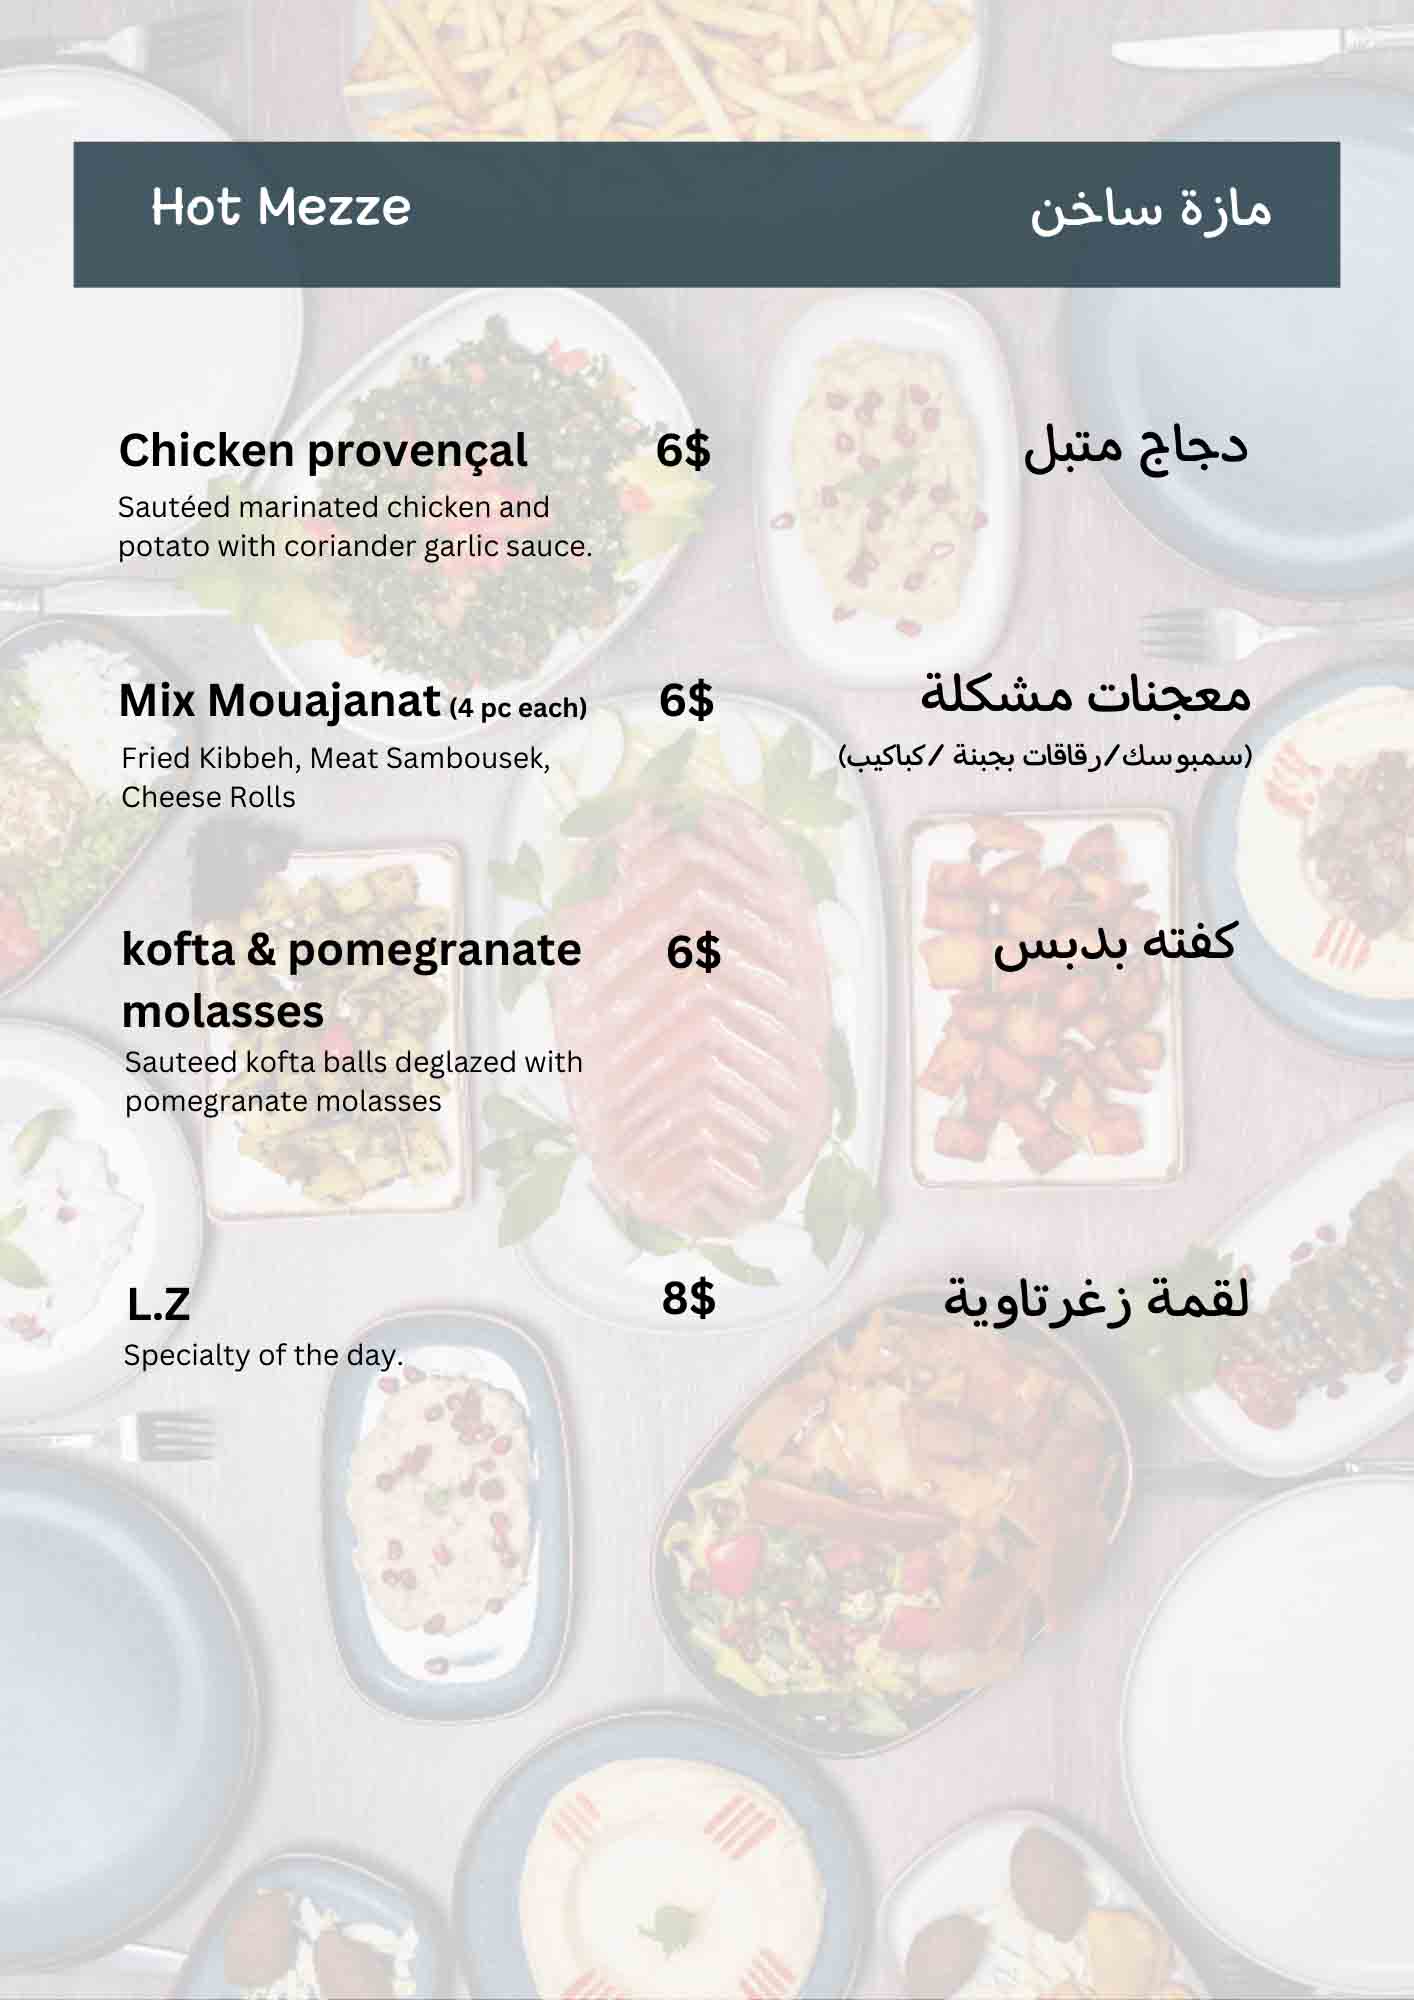 Hot Mezze
مازة ساخن
Chicken provençal
6$
دجاج متبل
Sautéed marinated chicken and
potato with coriander garlic sauce.
Mix Mouajanat (4 pc each)
6$
معجنات مشكلة
Fried Kibbeh, Meat Sambousek,
Cheese Rolls
(سمبوسك/رقاقات بجبنة /كباكيب)
kofta & pomegranate
molasses
6$
كفته بدبس
Sauteed kofta balls deglazed with
pomegranate molasses
L.Z
8$
لقمة زغرتاوية
Specialty of the day.